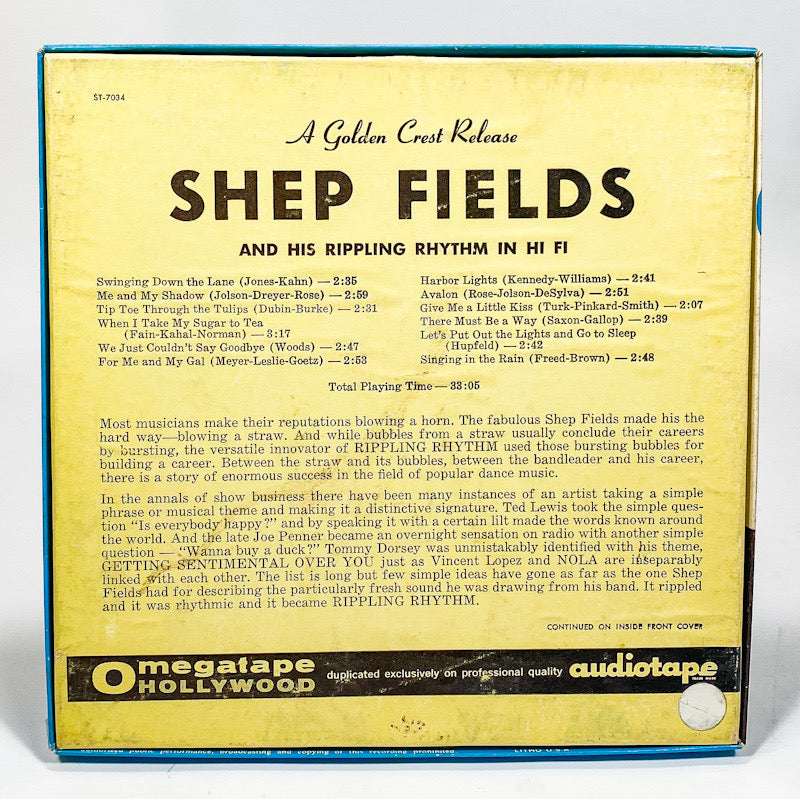 ST-7034
A Golden Crest Release
SHEP FIELDS
AND HIS RIPPLING RHYTHM IN HI FI
Swinging Down the Lane (Jones-Kahn) — 2:35
Me and My Shadow (Jolson-Dreyer-Rose) — 2:59
Tip Toe Through the Tulips (Dubin-Burke) — 2:31
When I Take My Sugar to Tea
(Fain-Kahal-Norman) — 3:17
We Just Couldn't Say Goodbye (Woods) — 2:47
For Me and My Gal (Meyer-Leslie-Goetz) — 2:53
Harbor Lights (Kennedy-Williams) — 2:41
Avalon (Rose-Jolson-DeSylva) — 2:51
Give Me a Little Kiss (Turk-Pinkard-Smith) — 2:07
There Must Be a Way (Saxon-Gallop) — 2:39
Let's Put Out the Lights and Go to Sleep
(Hupfeld) — 2:42
Singing in the Rain (Freed-Brown) — 2:48
Total Playing Time — 33:05
Most musicians make their reputations blowing a horn. The fabulous Shep Fields made his the
hard way—blowing a straw. And while bubbles from a straw usually conclude their careers
by bursting, the versatile innovator of RIPPLING RHYTHM used those bursting bubbles for
building a career. Between the straw and its bubbles, between the bandleader and his career,
there is a story of enormous success in the field of popular dance music.
In the annals of show business there have been many instances of an artist taking a simple
phrase or musical theme and making it a distinctive signature. Ted Lewis took the simple ques-
tion "Is everybody happy?" and by speaking it with a certain lilt made the words known around
the world. And the late Joe Penner became an overnight sensation on radio with another simple
question — "Wanna buy a duck?" Tommy Dorsey was unmistakably identified with his theme,
GETTING SENTIMENTAL OVER YOU just as Vincent Lopez and NOLA are inseparably
linked with each other. The list is long but few simple ideas have gone as far as the one Shep
Fields had for describing the particularly fresh sound he was drawing from his band. It rippled
and it was rhythmic and it became RIPPLING RHYTHM.
CONTINUED ON INSIDE FRONT COVER
Omegatape
HOLLYWOOD
duplicated exclusively on professional quality
audiotape
TRADE MARK
public performance, broadcasting and copying of this recording prohibited
LITHO U.S.A.